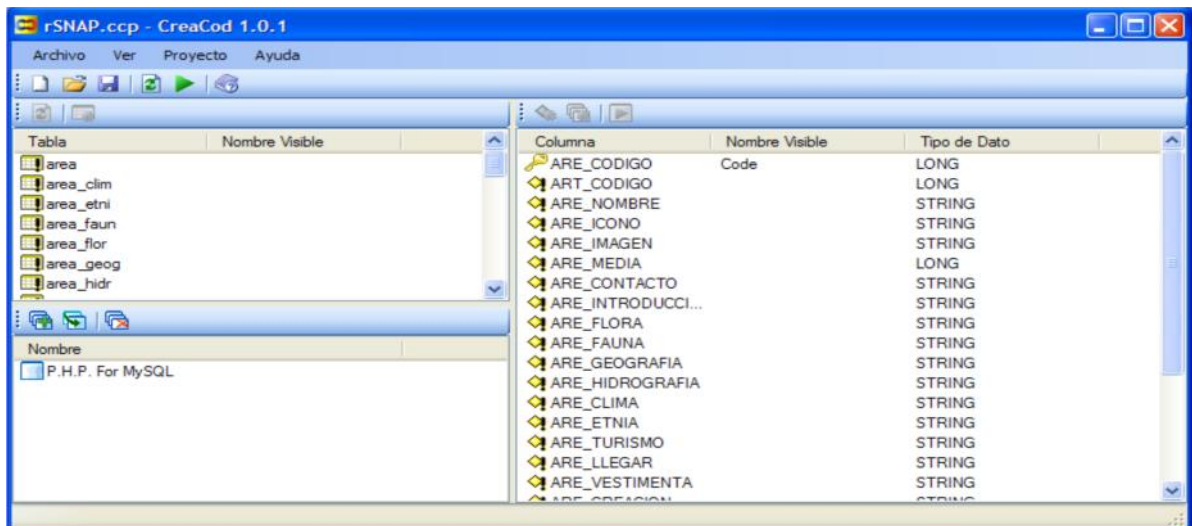 rSNAP.ccp - CreaCod 1.0.1
Archivo Ver Proyecto Ayuda
Tabla Nombre Visible
area
area_clim
area_etni
area_faun
area_flor
area_geog
area_hidr
Nombre
P.H.P. For MySQL
Columna Nombre Visible Tipo de Dato
ARE_CODIGO Code LONG
ART_CODIGO LONG
ARE_NOMBRE STRING
ARE_ICONO STRING
ARE_IMAGEN STRING
ARE_MEDIA LONG
ARE_CONTACTO STRING
ARE_INTRODUCCI... STRING
ARE_FLORA STRING
ARE_FAUNA STRING
ARE_GEOGRAFIA STRING
ARE_HIDROGRAFIA STRING
ARE_CLIMA STRING
ARE_ETNIA STRING
ARE_TURISMO STRING
ARE_LLEGAR STRING
ARE_VESTIMENTA STRING
ARE_CREACION STRING